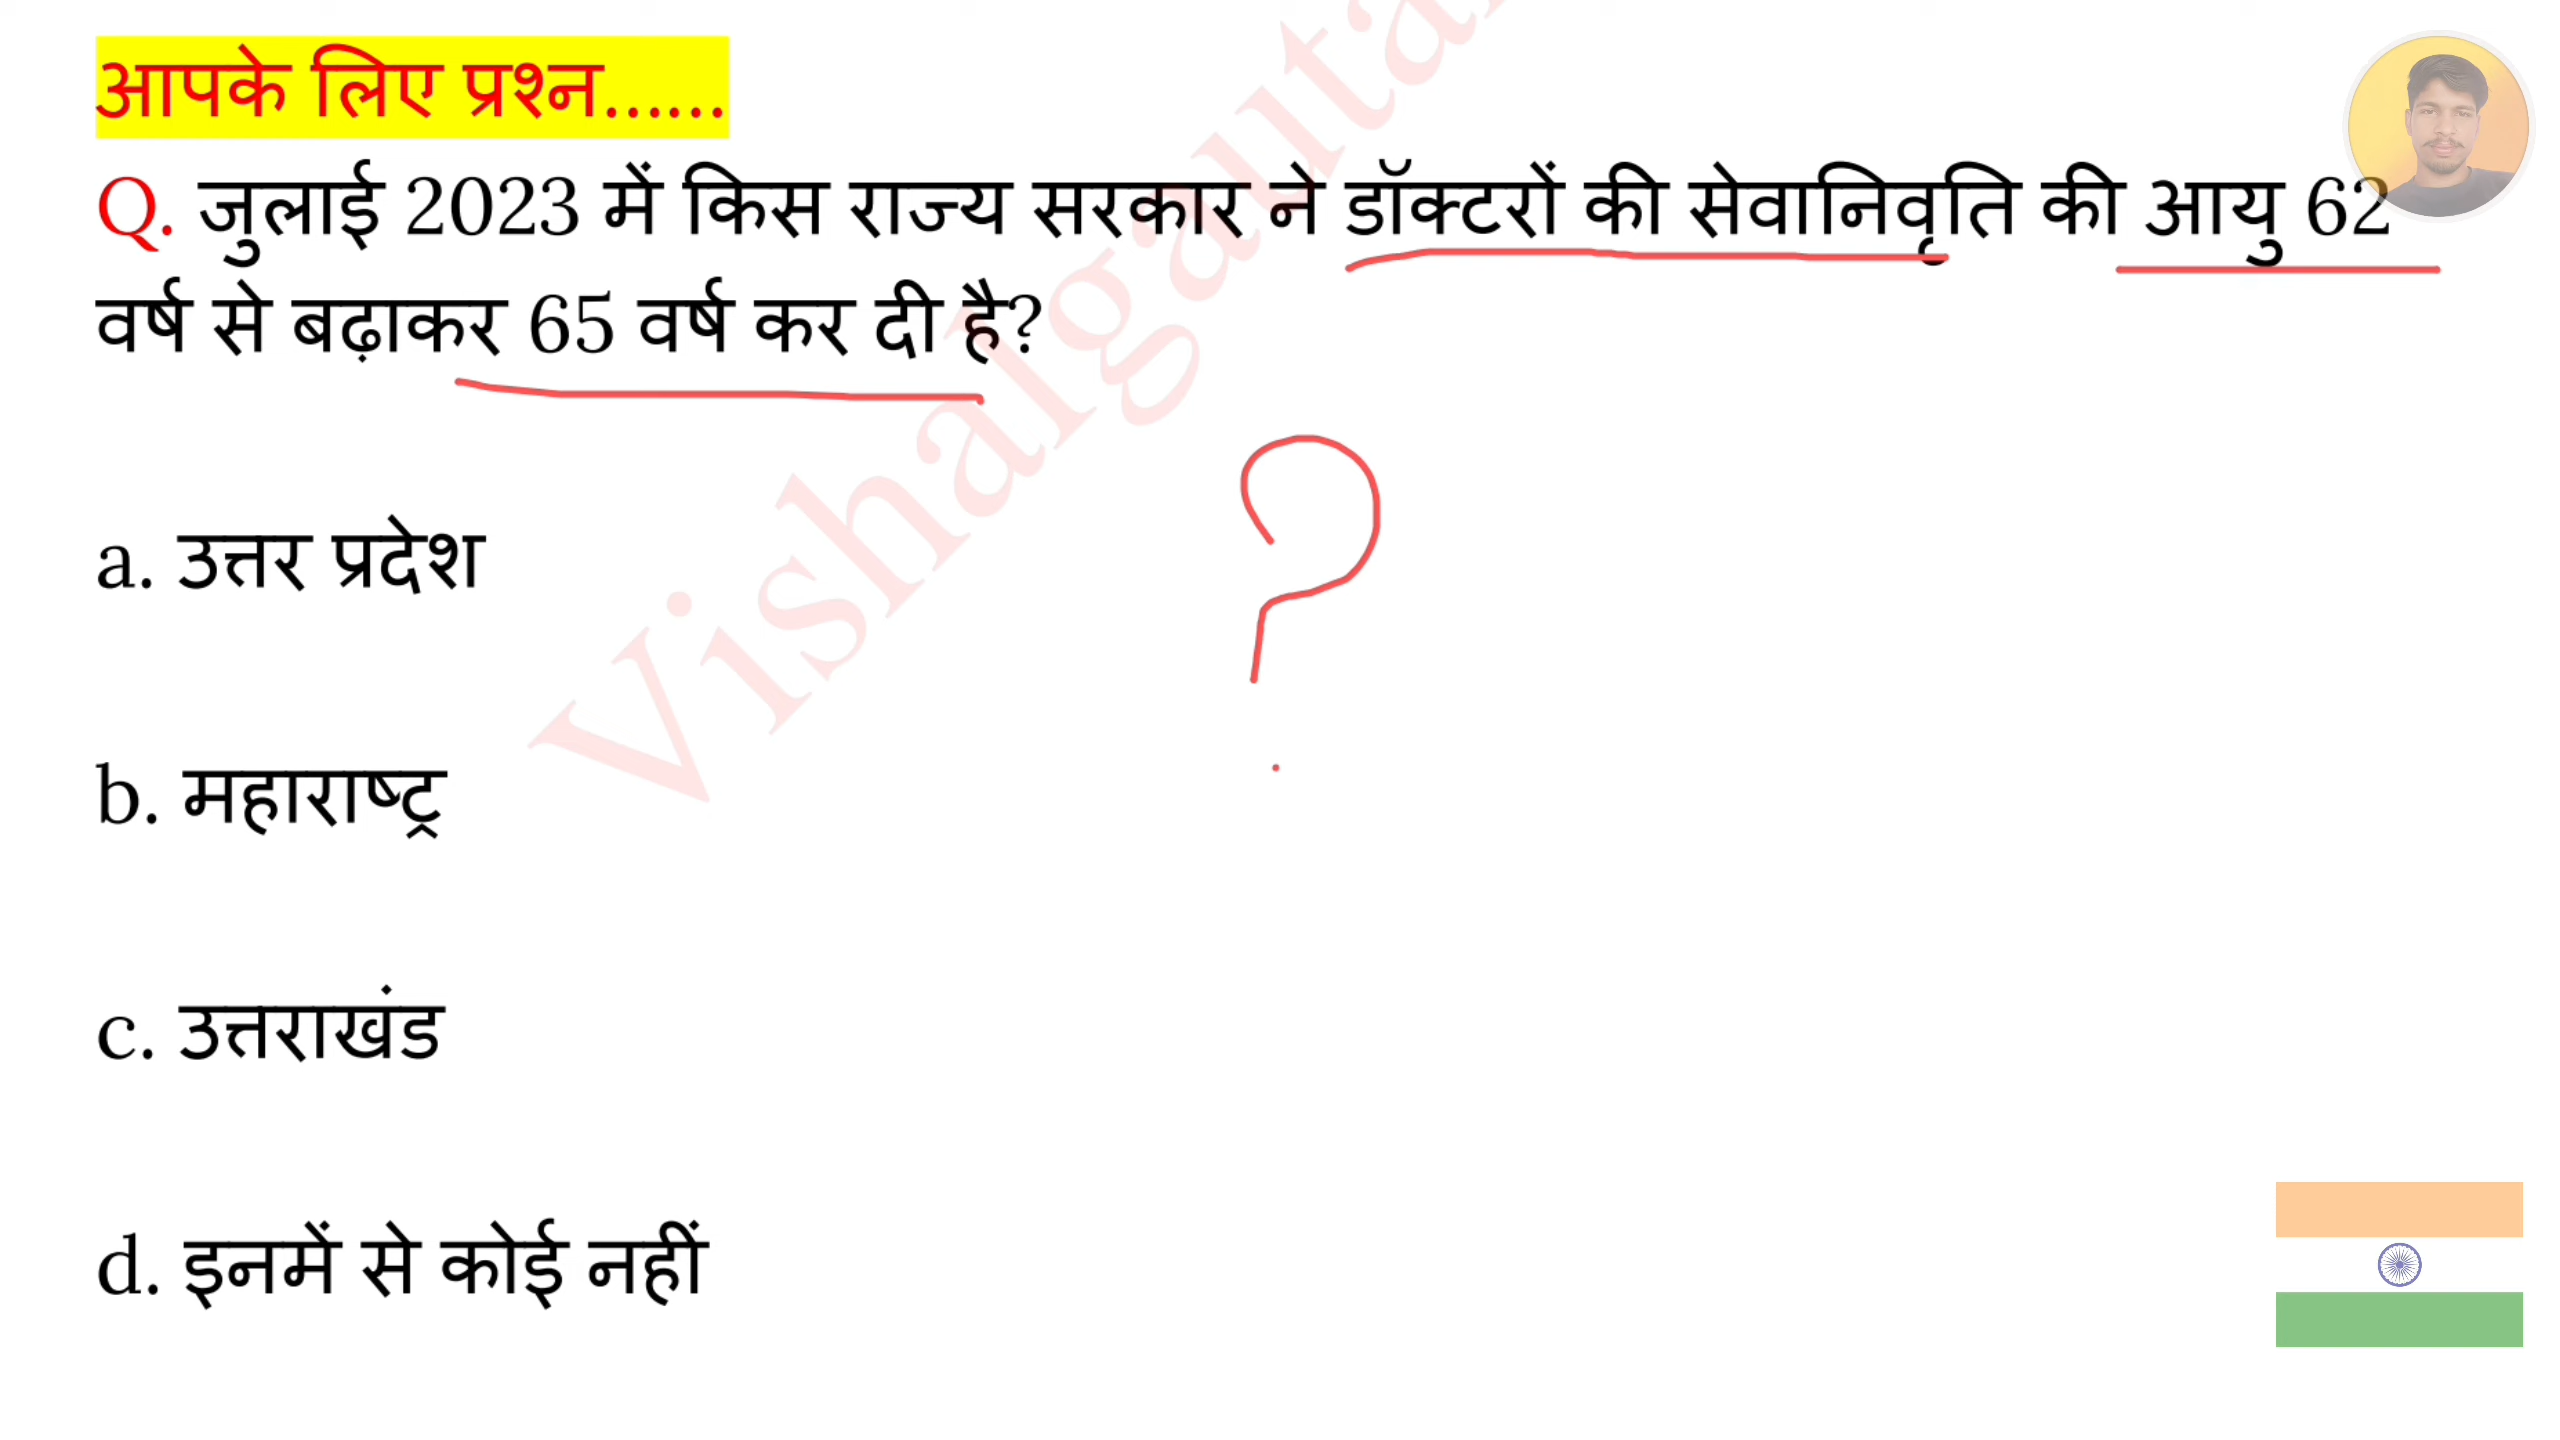 आपके लिए प्रश्न......
Q. जुलाई 2023 में किस राज्य सरकार ने डॉक्टरों की सेवानिवृति की आयु 62
वर्ष से बढ़ाकर 65 वर्ष कर दी है?
?
a. उत्तर प्रदेश
b. महाराष्ट्र
c. उत्तराखंड
d. इनमें से कोई नहीं
Vishalgauta